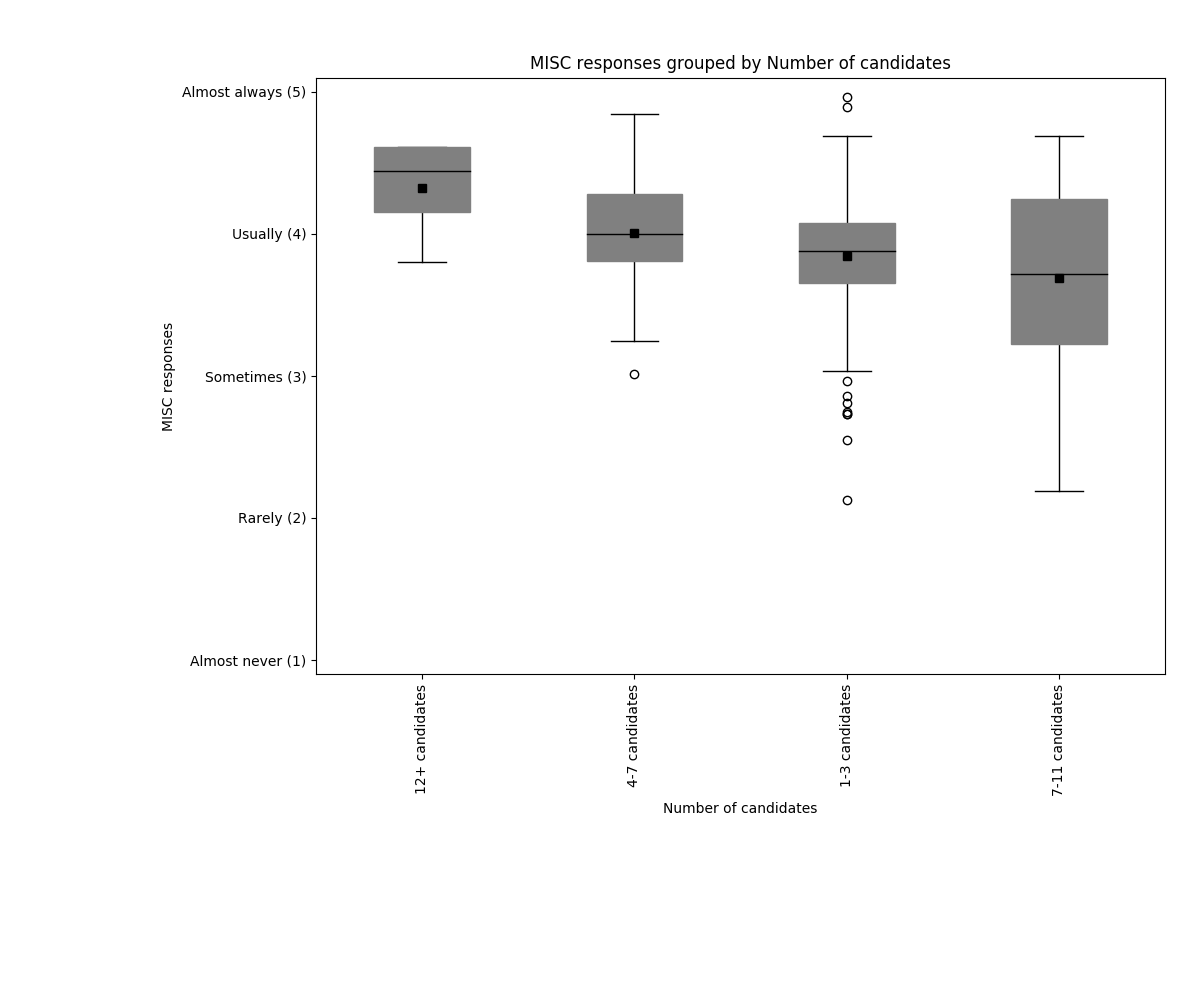 MISC responses grouped by Number of candidates
Almost always (5)
Usually (4)
Sometimes (3)
Rarely (2)
Almost never (1)
MISC responses
12+ candidates
4-7 candidates
1-3 candidates
7-11 candidates
Number of candidates